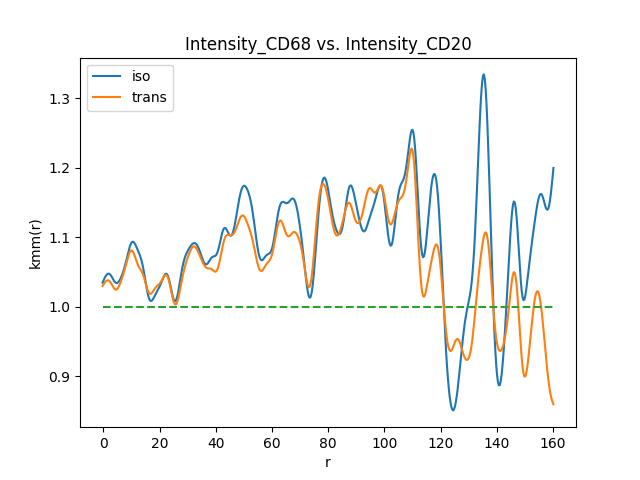 Intensity_CD68 vs. Intensity_CD20
iso
trans
kmm(r)
1.3
1.2
1.1
1.0
0.9
0 20 40 60 80 100 120 140 160
r